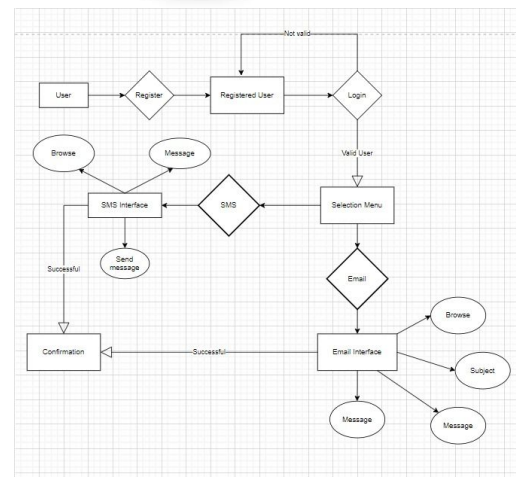 Not valid
User
Register
Registered User
Login
Browse
Message
Valid User
SMS Interface
SMS
Selection Menu
Send
message
Successful
Email
Browse
Confirmation
Successful
Email Interface
Subject
Message
Message